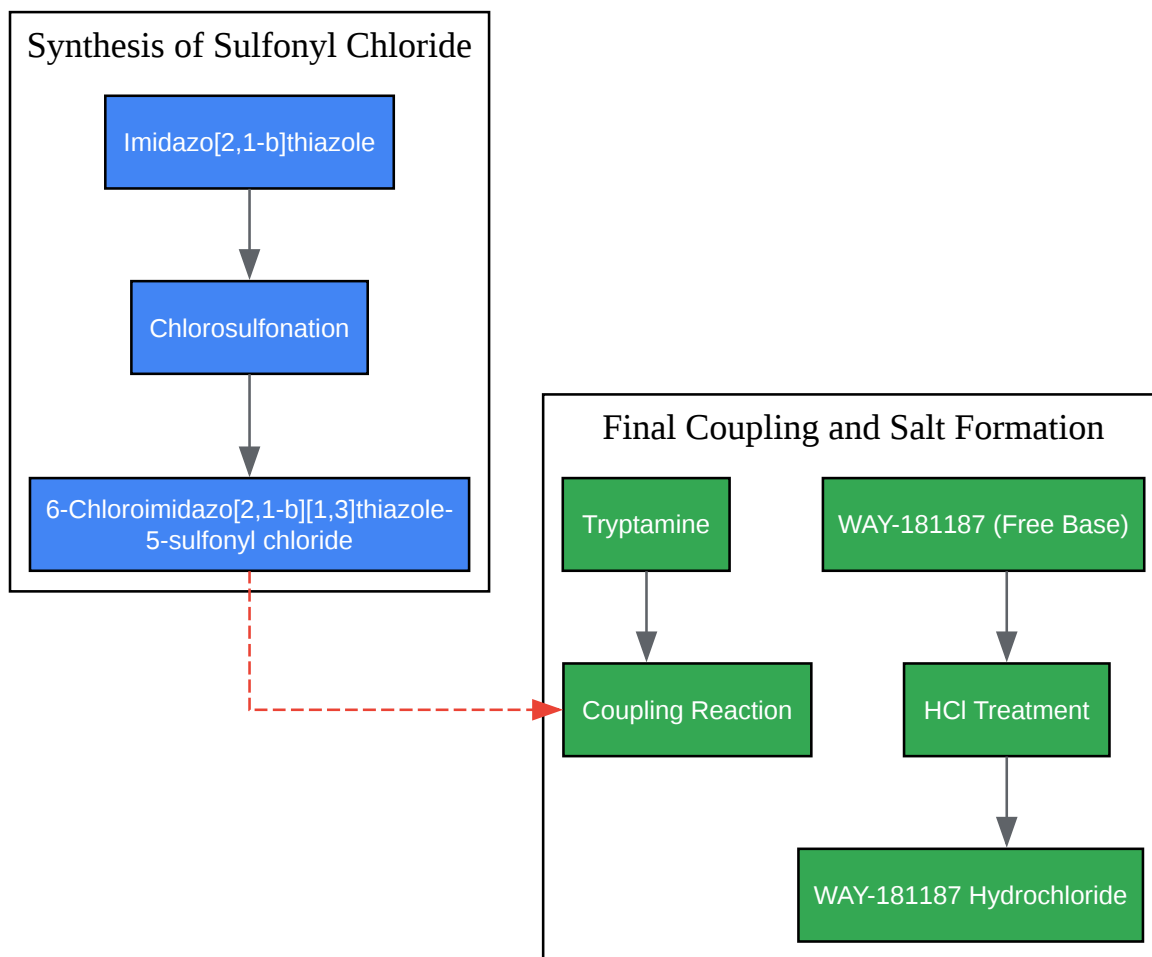 Synthesis of Sulfonyl Chloride
Imidazo[2,1-b]thiazole
Chlorosulfonation
6-Chloroimidazo[2,1-b][1,3]thiazole-
5-sulfonyl chloride
Final Coupling and Salt Formation
Tryptamine
WAY-181187 (Free Base)
Coupling Reaction
HCl Treatment
WAY-181187 Hydrochloride